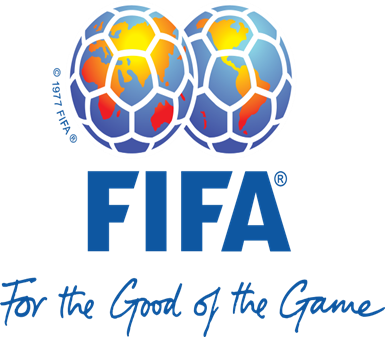 © 1977 FIFA ®
FIFA®
For the Good of the Game